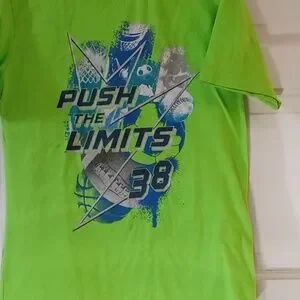 PUSH
THE
LIMITS
38